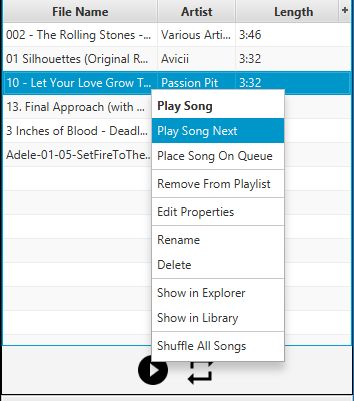 File Name Artist Length +
002 - The Rolling Stones -... Various Arti... 3:46
01 Silhouettes (Original R... Avicii 3:32
10 - Let Your Love Grow T... Passion Pit 3:32
13. Final Approach (with ...
3 Inches of Blood - Deadl...
Adele-01-05-SetFireToThe...
Play Song
Play Song Next
Place Song On Queue
Remove From Playlist
Edit Properties
Rename
Delete
Show in Explorer
Show in Library
Shuffle All Songs